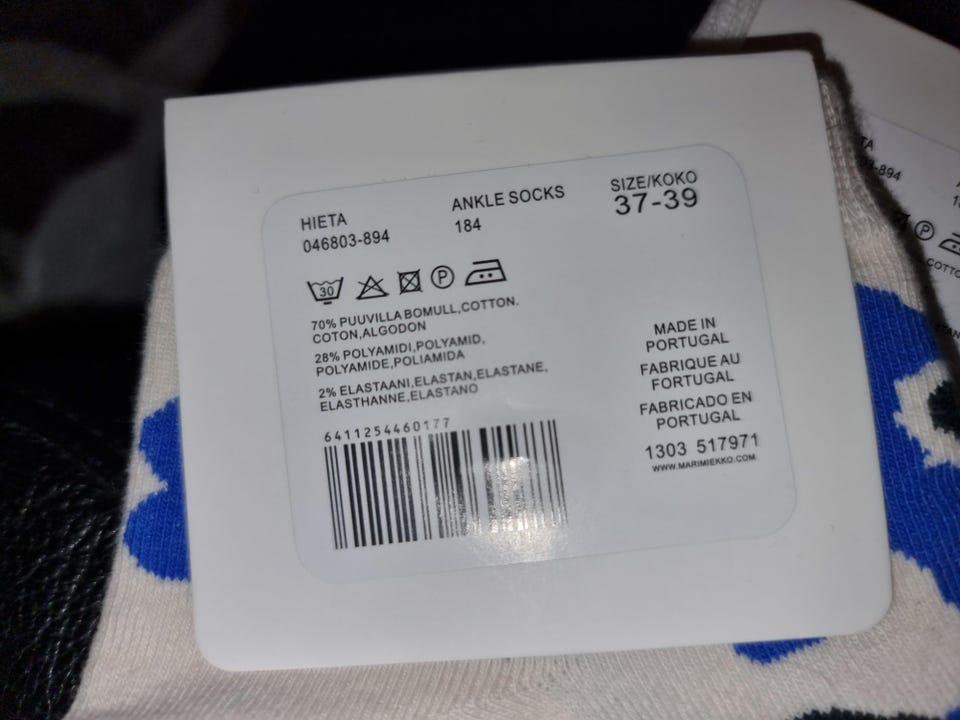 HIETA
046803-894
ANKLE SOCKS
184
SIZE/KOKO
37-39
30
P
70% PUUVILLA BOMULL,COTTON.
COTON,ALGODON
28% POLYAMIDI,POLYAMID,
POLYAMIDE,POLIAMIDA
2% ELASTAANI,ELASTAN,ELASTANE,
ELASTHANNE,ELASTANO
6411254460177
MADE IN
PORTUGAL
FABRIQUE AU
PORTUGAL
FABRICADO EN
PORTUGAL
1303 517971
WWW.MARIMEKKO.COM
-894
P